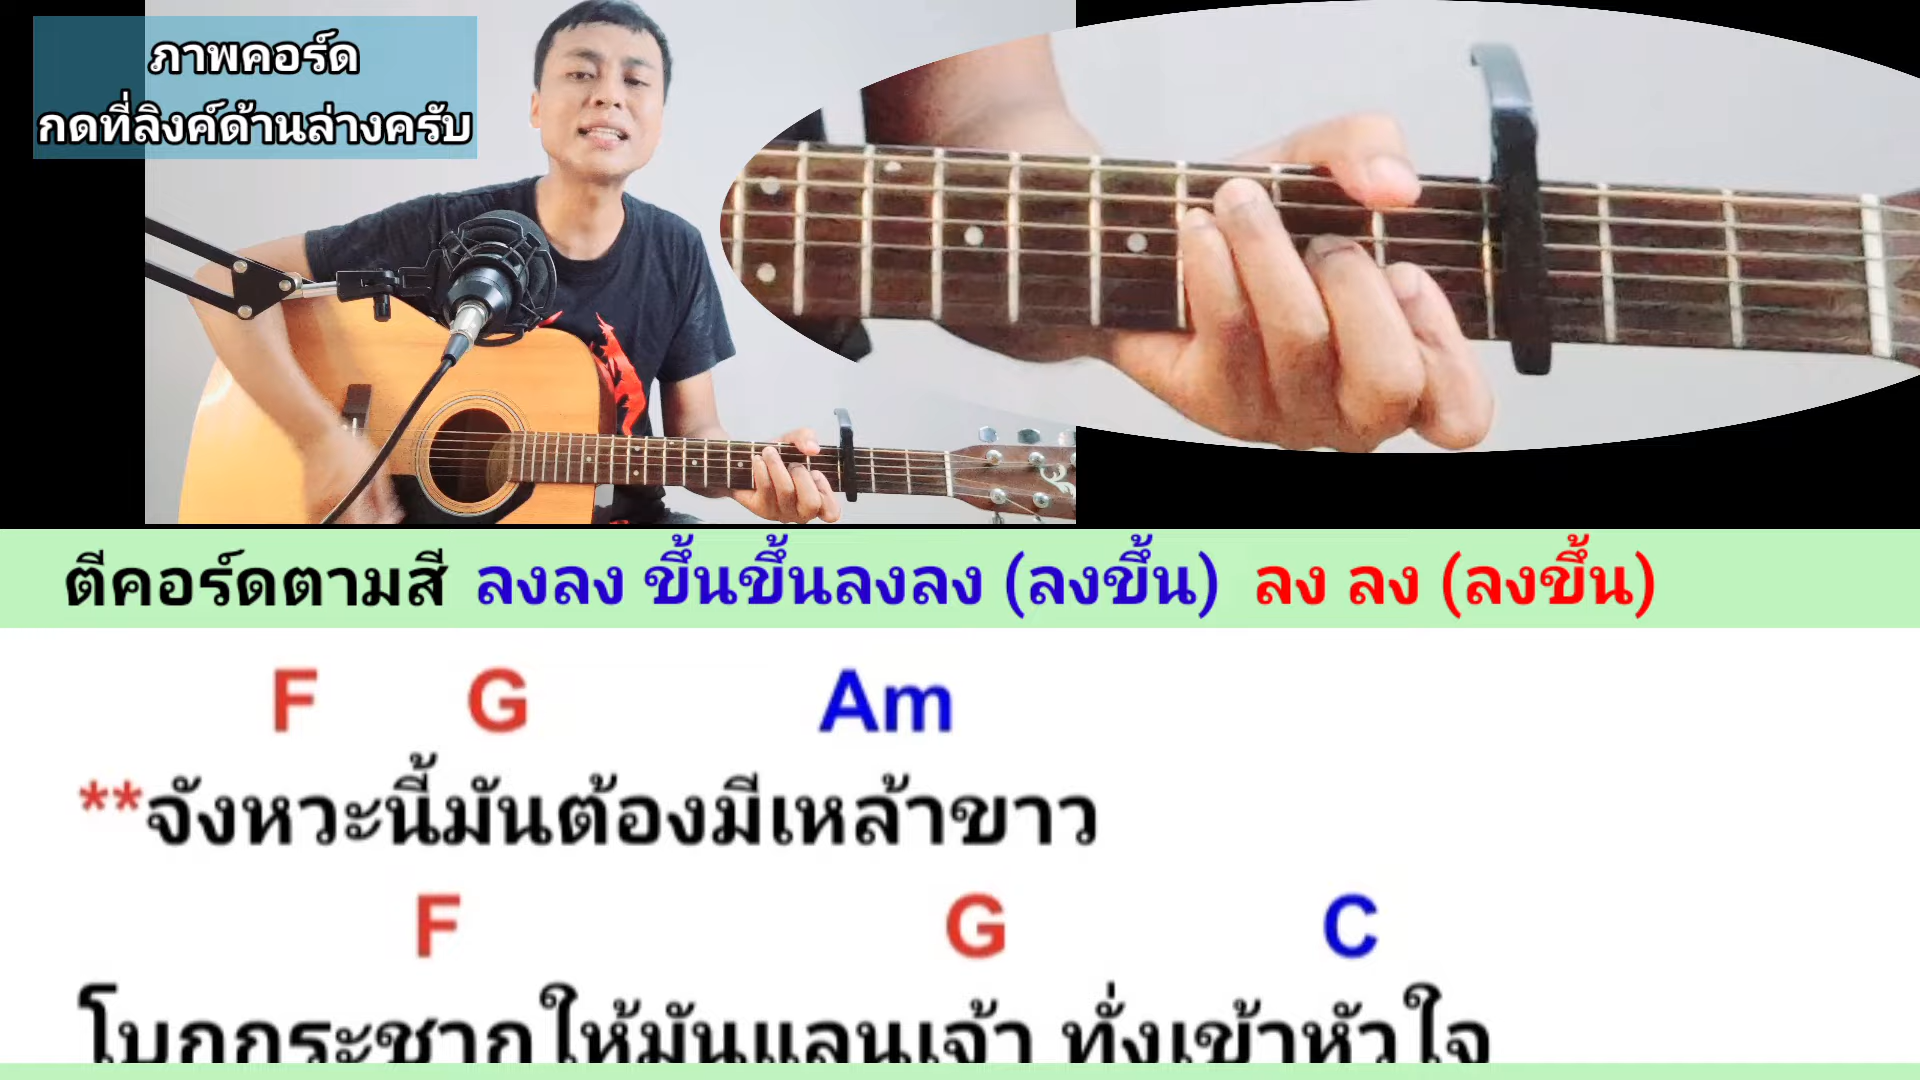 ภาพคอร์ด
กดที่ลิงค์ด้านล่างครับ
ตีคอร์ดตามสี ลงลง ขึ้นขึ้นลงลง (ลงขึ้น) ลง ลง (ลงขึ้น)
F G Am
**จังหวะนี้มันต้องมีเหล้าขาว
F G C
โบกกระชากให้มันแลนเจ้า ทั่งเข้าหัวใจ